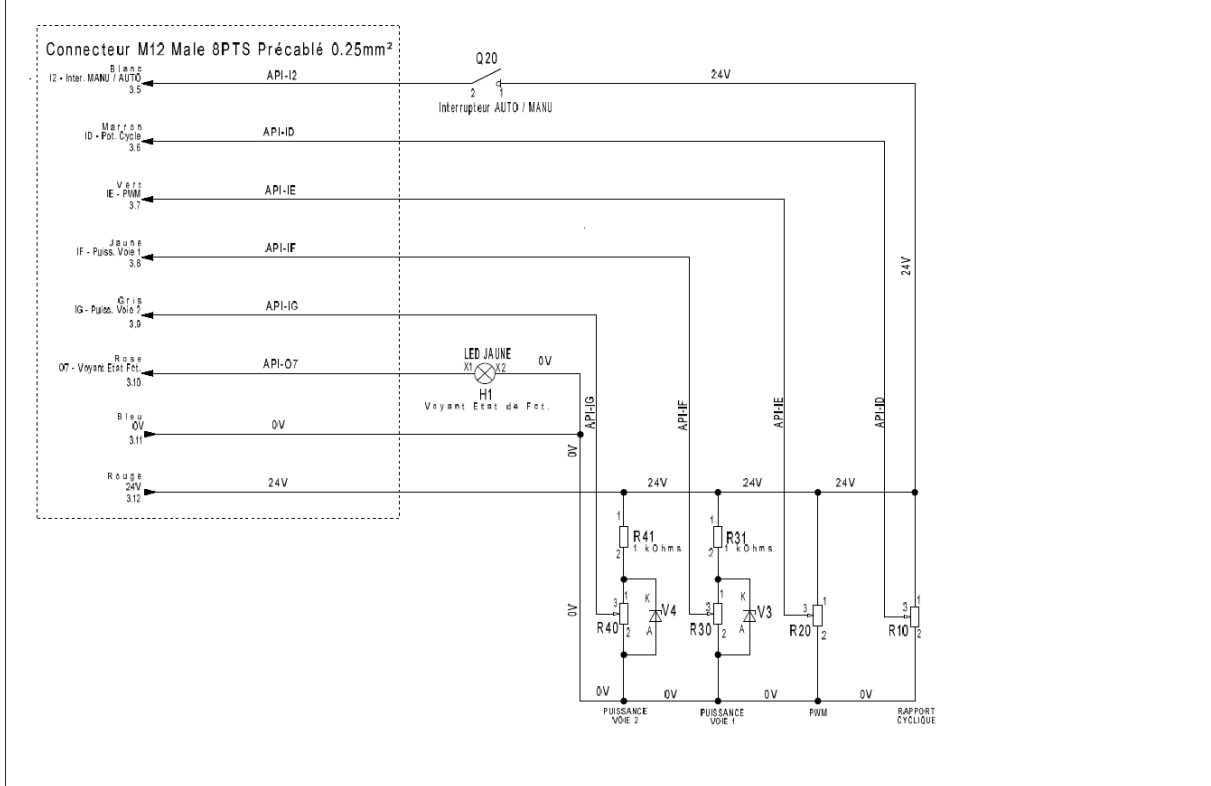 Connecteur M12 Male 8PTS Précablé 0.25mm²
Blanc
I2 - Inter. MANU / AUTO
3.5
API-I2
Q20
2 1
Interrupteur AUTO / MANU
24V
Marron
ID - Pot. Cycle
3.6
API-ID
Vert
IE - PWM
3.7
API-IE
Jaune
IF - Puiss. Voie 1
3.8
API-IF
24V
Gris
IG - Puiss. Voie 2
3.9
API-IG
Rose
O7 - Voyant Etat Fct.
3.10
API-O7
LED JAUNE
X1 X2
H1
Voyant Etat de Fct.
0V
API-IG
API-IF
API-IE
API-ID
Bleu
0V
3.11
0V
0V
Rouge
24V
3.12
24V
24V
24V
24V
1
R41
1 kOhms
2
1
R31
1 kOhms
2
0V
3 1
R40 2
K
V4
A
3 1
R30 2
K
V3
A
3 1
R20 2
3 1
R10 2
0V
0V
0V
0V
PUISSANCE
VOIE 2
PUISSANCE
VOIE 1
PWM
RAPPORT
CYCLIQUE